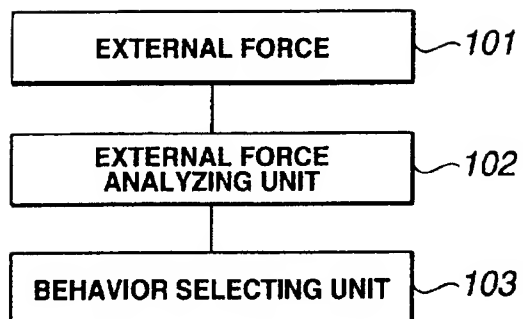 EXTERNAL FORCE
101
EXTERNAL FORCE
ANALYZING UNIT
102
BEHAVIOR SELECTING UNIT
103